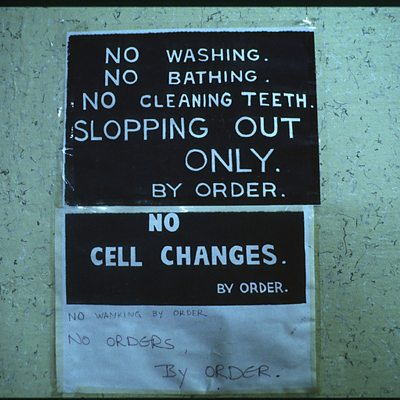 NO WASHING.
NO BATHING.
NO CLEANING TEETH.
SLOPPING OUT
ONLY.
BY ORDER.
NO
CELL CHANGES.
BY ORDER.
NO WANKING BY ORDER
NO ORDERS,
By ORDER.